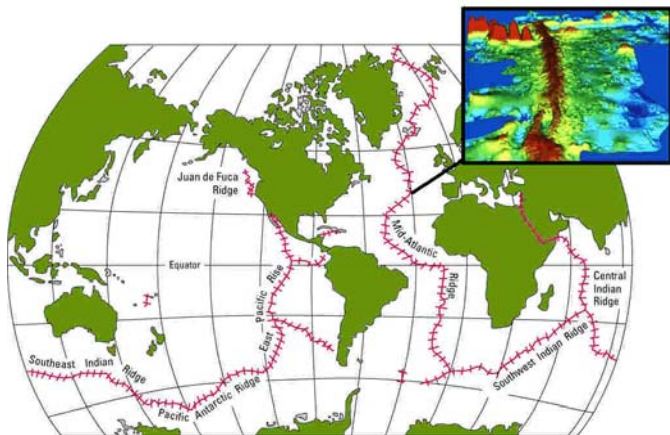 Juan de Fuca
Ridge
Mid-Atlantic
Ridge
Equator
Central
Indian
Ridge
East
Pacific Rise
Southeast Indian Ridge
Pacific Antarctic Ridge
Southwest Indian Ridge